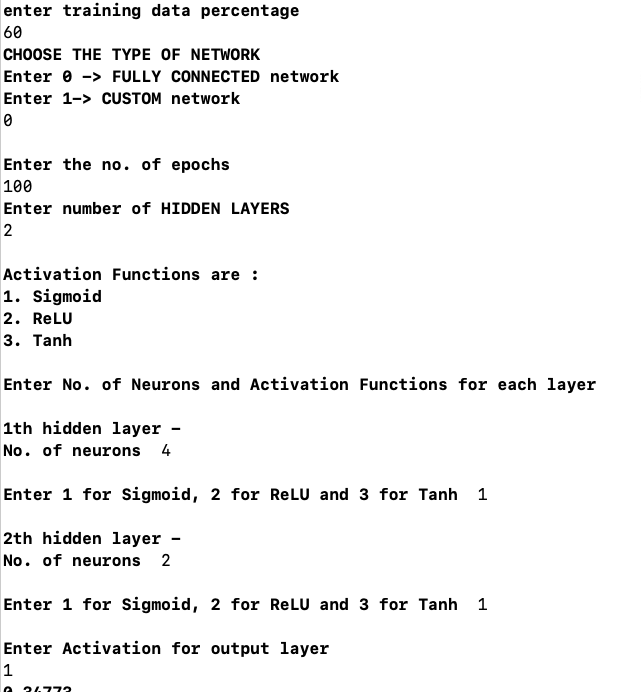 enter training data percentage
60
CHOOSE THE TYPE OF NETWORK
Enter 0 -> FULLY CONNECTED network
Enter 1-> CUSTOM network
0
Enter the no. of epochs
100
Enter number of HIDDEN LAYERS
2
Activation Functions are :
1. Sigmoid
2. ReLU
3. Tanh
Enter No. of Neurons and Activation Functions for each layer
1th hidden layer -
No. of neurons  4
Enter 1 for Sigmoid, 2 for ReLU and 3 for Tanh  1
2th hidden layer -
No. of neurons  2
Enter 1 for Sigmoid, 2 for ReLU and 3 for Tanh  1
Enter Activation for output layer
1